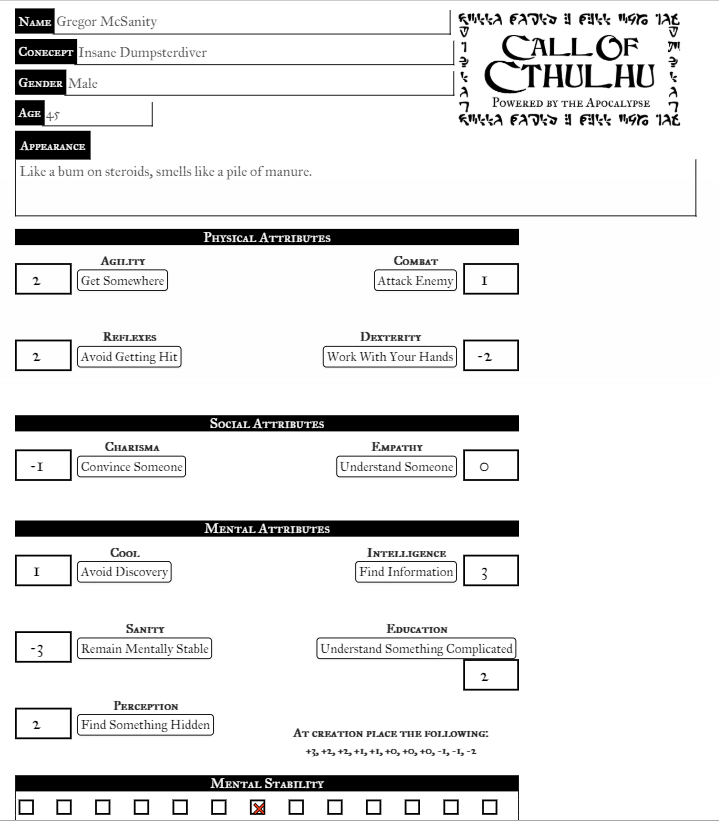 Name Gregor McSanity
Conecept Insane Dumpsterdiver
Gender Male
Age 45
Call of Cthulhu
Powered by the Apocalypse
Appearance
Like a bum on steroids, smells like a pile of manure.
Physical Attributes
Agility Combat
2 Get Somewhere Attack Enemy 1
Reflexes Dexterity
2 Avoid Getting Hit Work With Your Hands -2
Social Attributes
Charisma Empathy
-1 Convince Someone Understand Someone 0
Mental Attributes
Cool Intelligence
1 Avoid Discovery Find Information 3
Sanity Education
-3 Remain Mentally Stable Understand Something Complicated
2
Perception
2 Find Something Hidden
At creation place the following:
+3, +2, +2, +1, +1, +0, +0, +0, -1, -1, -2
Mental Stability